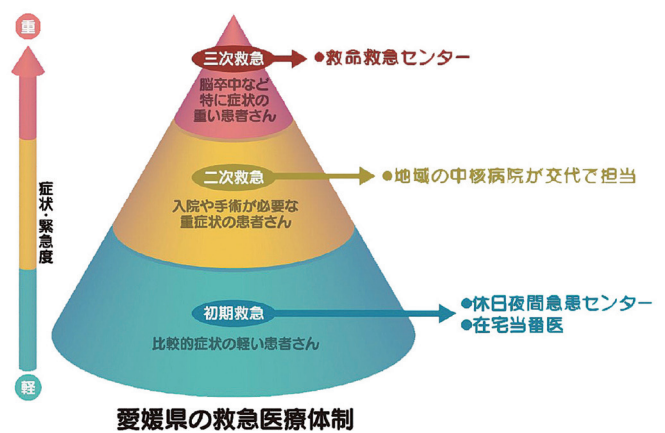 重
三次救急
●救命救急センター
脳卒中など
特に症状の
重い患者さん
二次救急
●地域の中核病院が交代で担当
入院や手術が必要な
重症状の患者さん
症状・緊急度
初期救急
●休日夜間急患センター
●在宅当番医
比較的症状の軽い患者さん
軽
愛媛県の救急医療体制